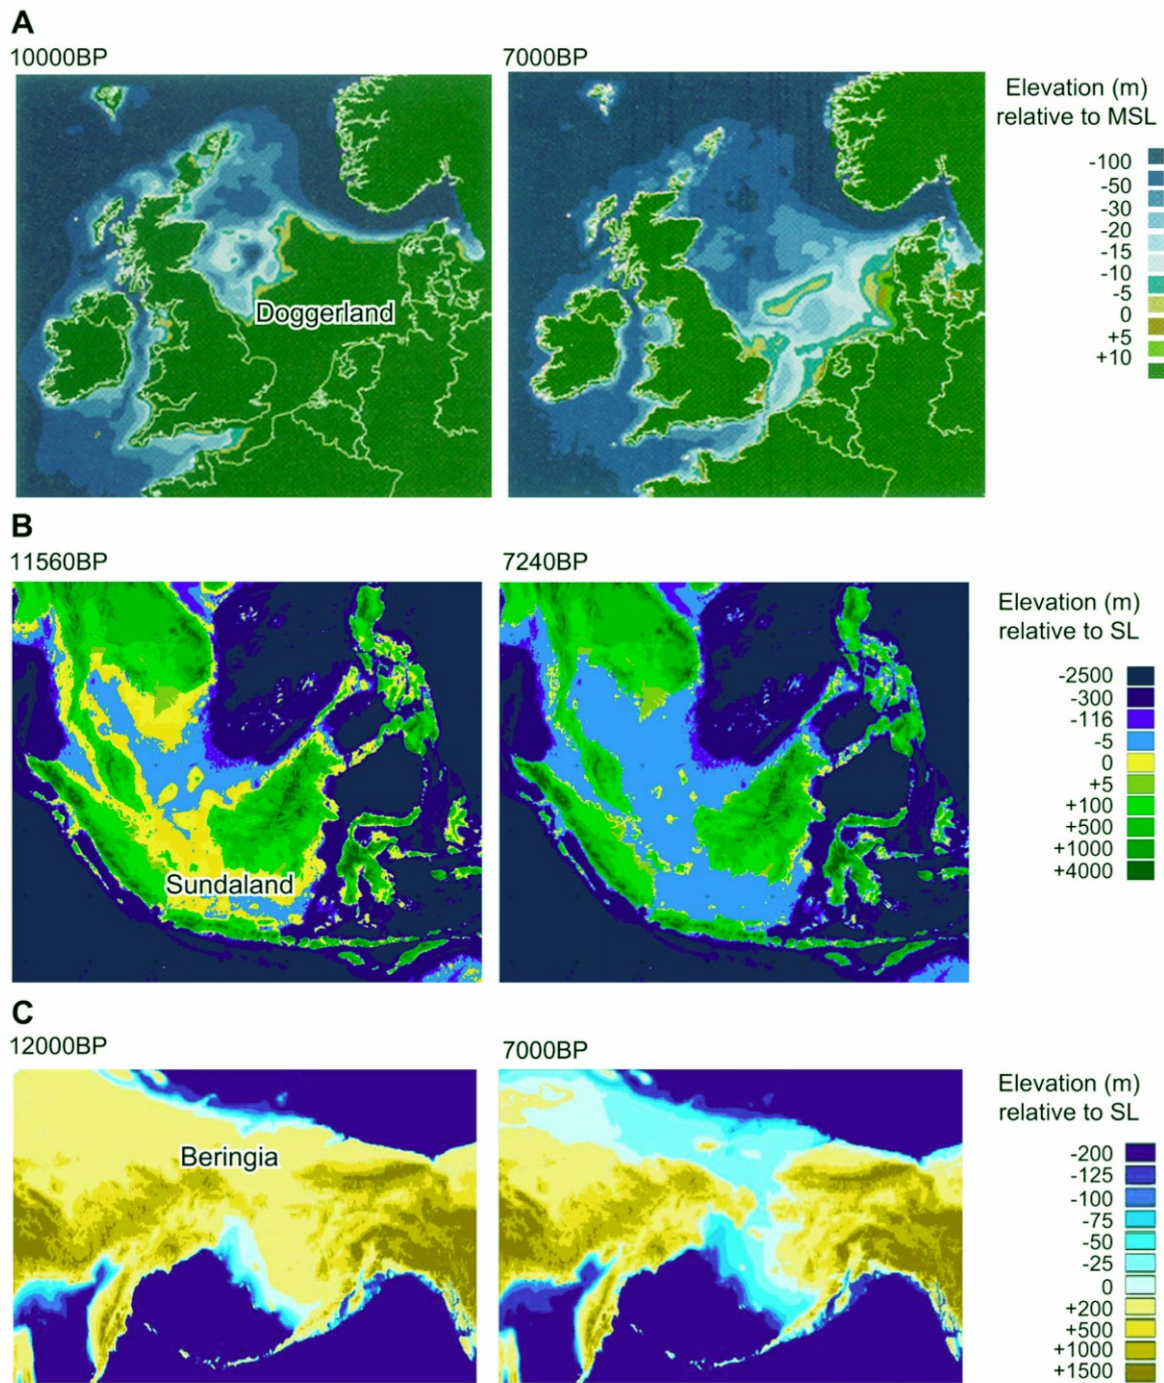 A
10000BP
7000BP
Elevation (m)
relative to MSL
-100
-50
-30
-20
-15
-10
-5
0
+5
+10
Doggerland
B
11560BP
7240BP
Elevation (m)
relative to SL
-2500
-300
-116
-5
0
+5
+100
+500
+1000
+4000
Sundaland
C
12000BP
7000BP
Elevation (m)
relative to SL
-200
-125
-100
-75
-50
-25
0
+200
+500
+1000
+1500
Beringia